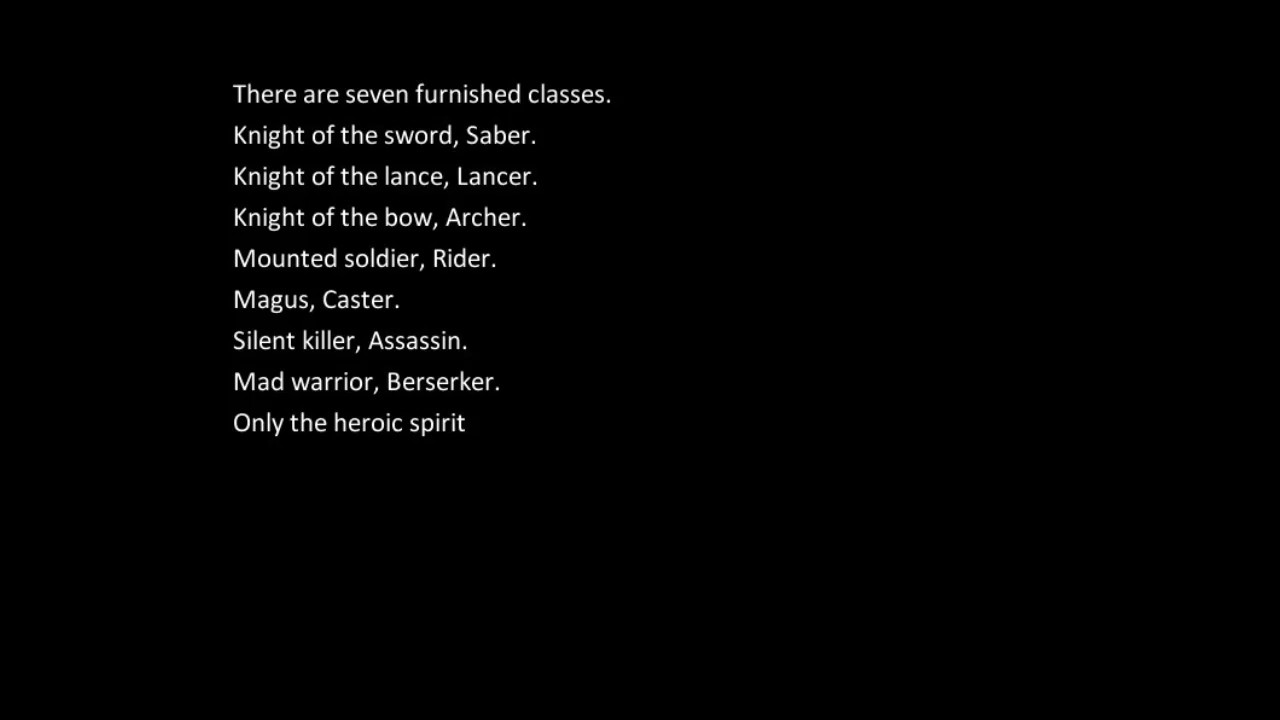 There are seven furnished classes.
Knight of the sword, Saber.
Knight of the lance, Lancer.
Knight of the bow, Archer.
Mounted soldier, Rider.
Magus, Caster.
Silent killer, Assassin.
Mad warrior, Berserker.
Only the heroic spirit